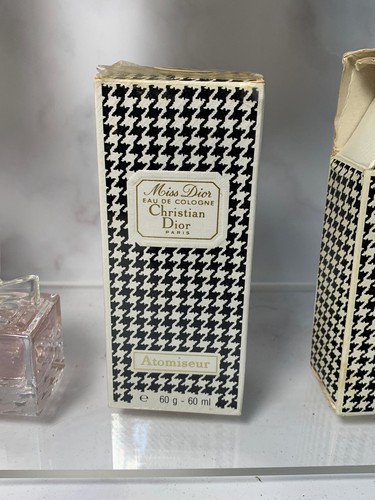 Miss Dior
EAU DE COLOGNE
Christian
Dior
PARIS
Atomiseur
℮ 60 g - 60 ml